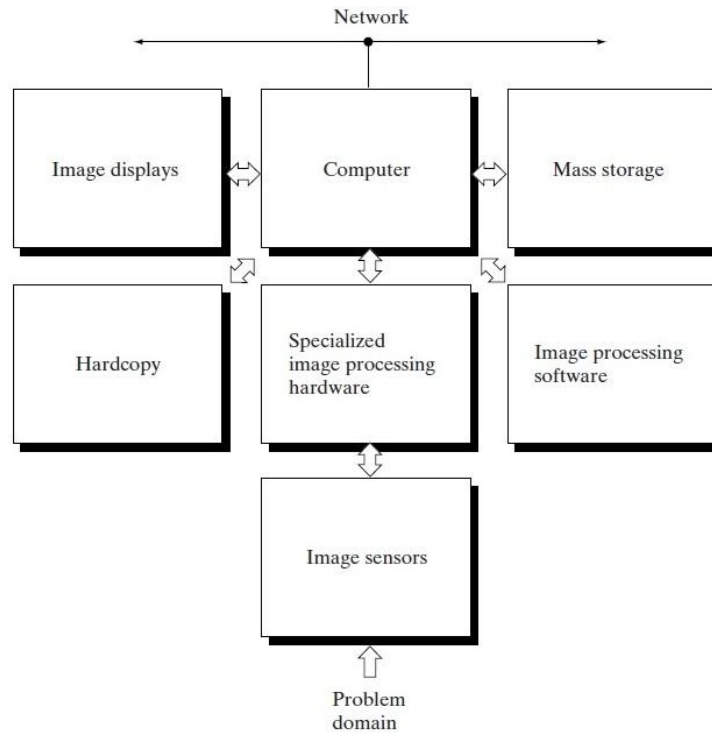 Network
Image displays
Computer
Mass storage
Hardcopy
Specialized
image processing
hardware
Image processing
software
Image sensors
Problem
domain